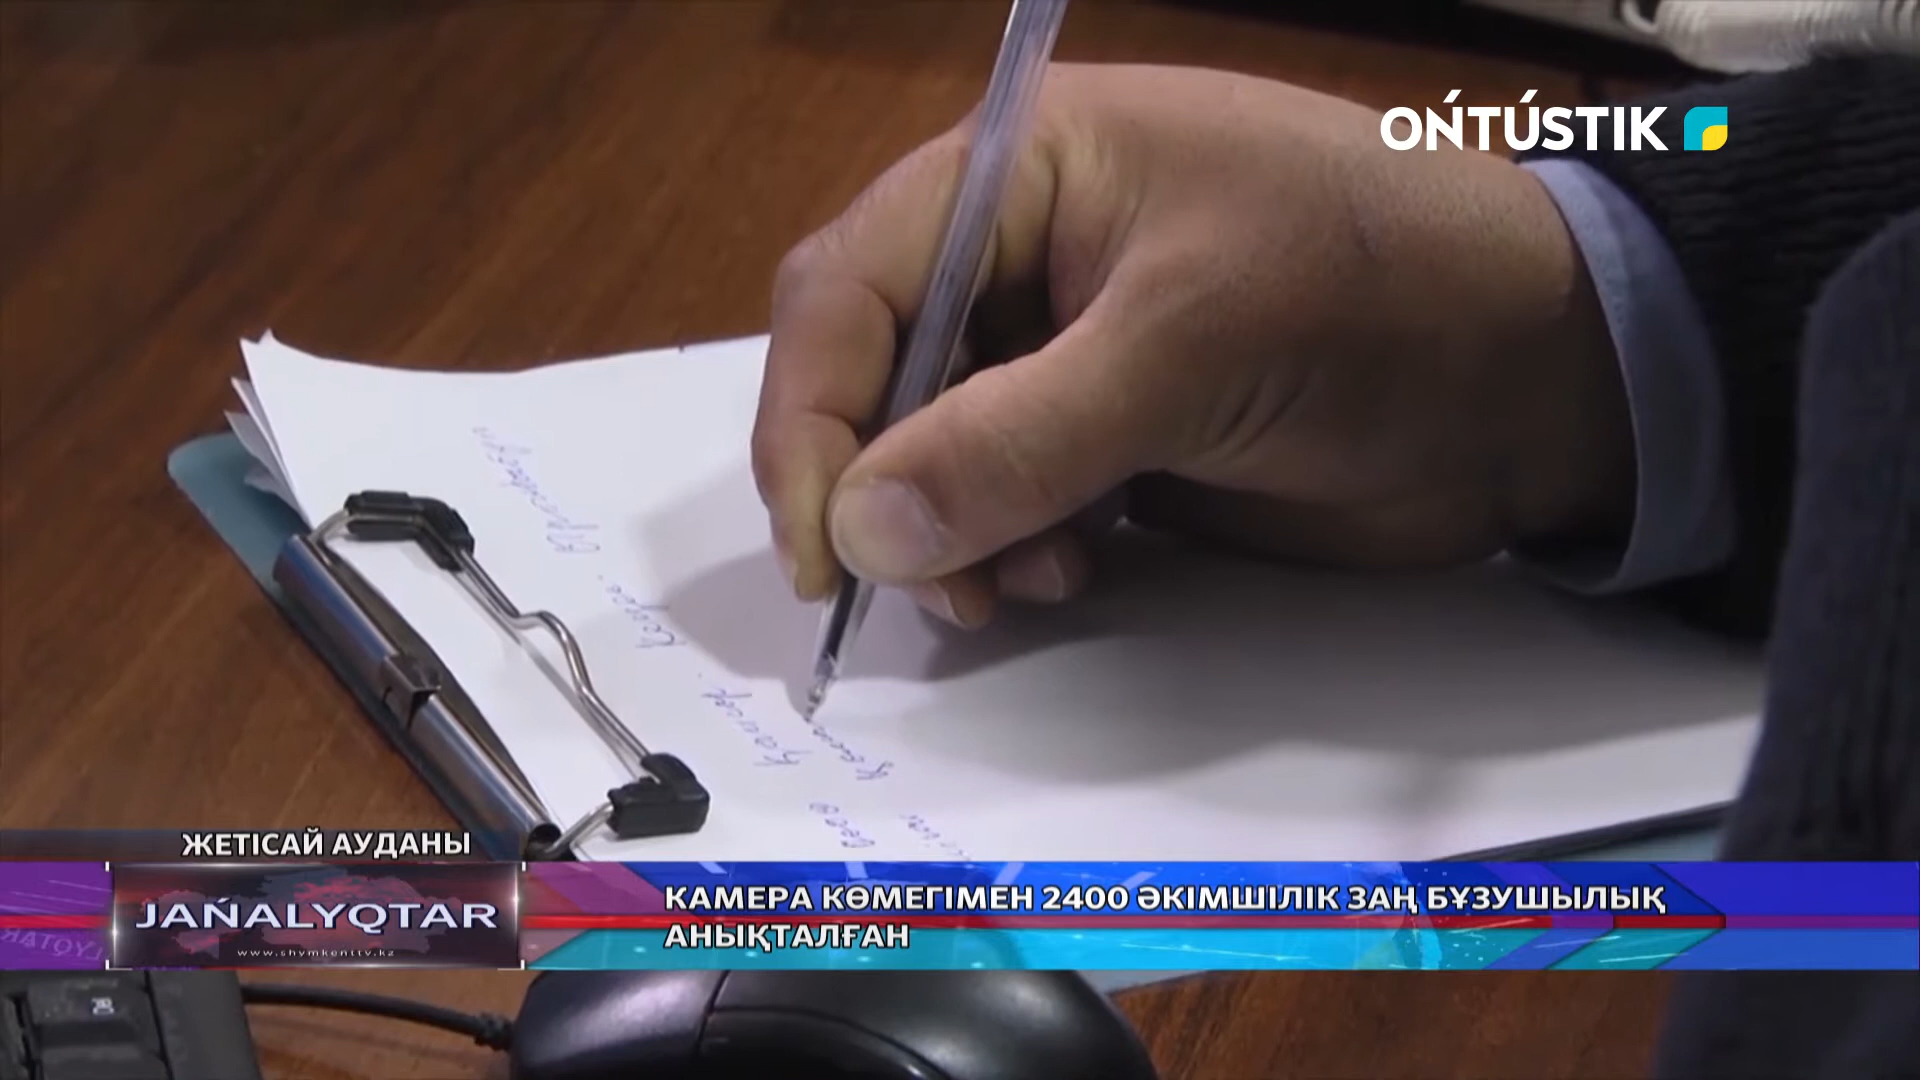 OŃTÚSTIK
ЖЕТІСАЙ АУДАНЫ
JAŃALYQTAR
www.shymkenttv.kz
КАМЕРА КӨМЕГІМЕН 2400 ӘКІМШІЛІК ЗАҢ БҰЗУШЫЛЫҚ
АНЫҚТАЛҒАН